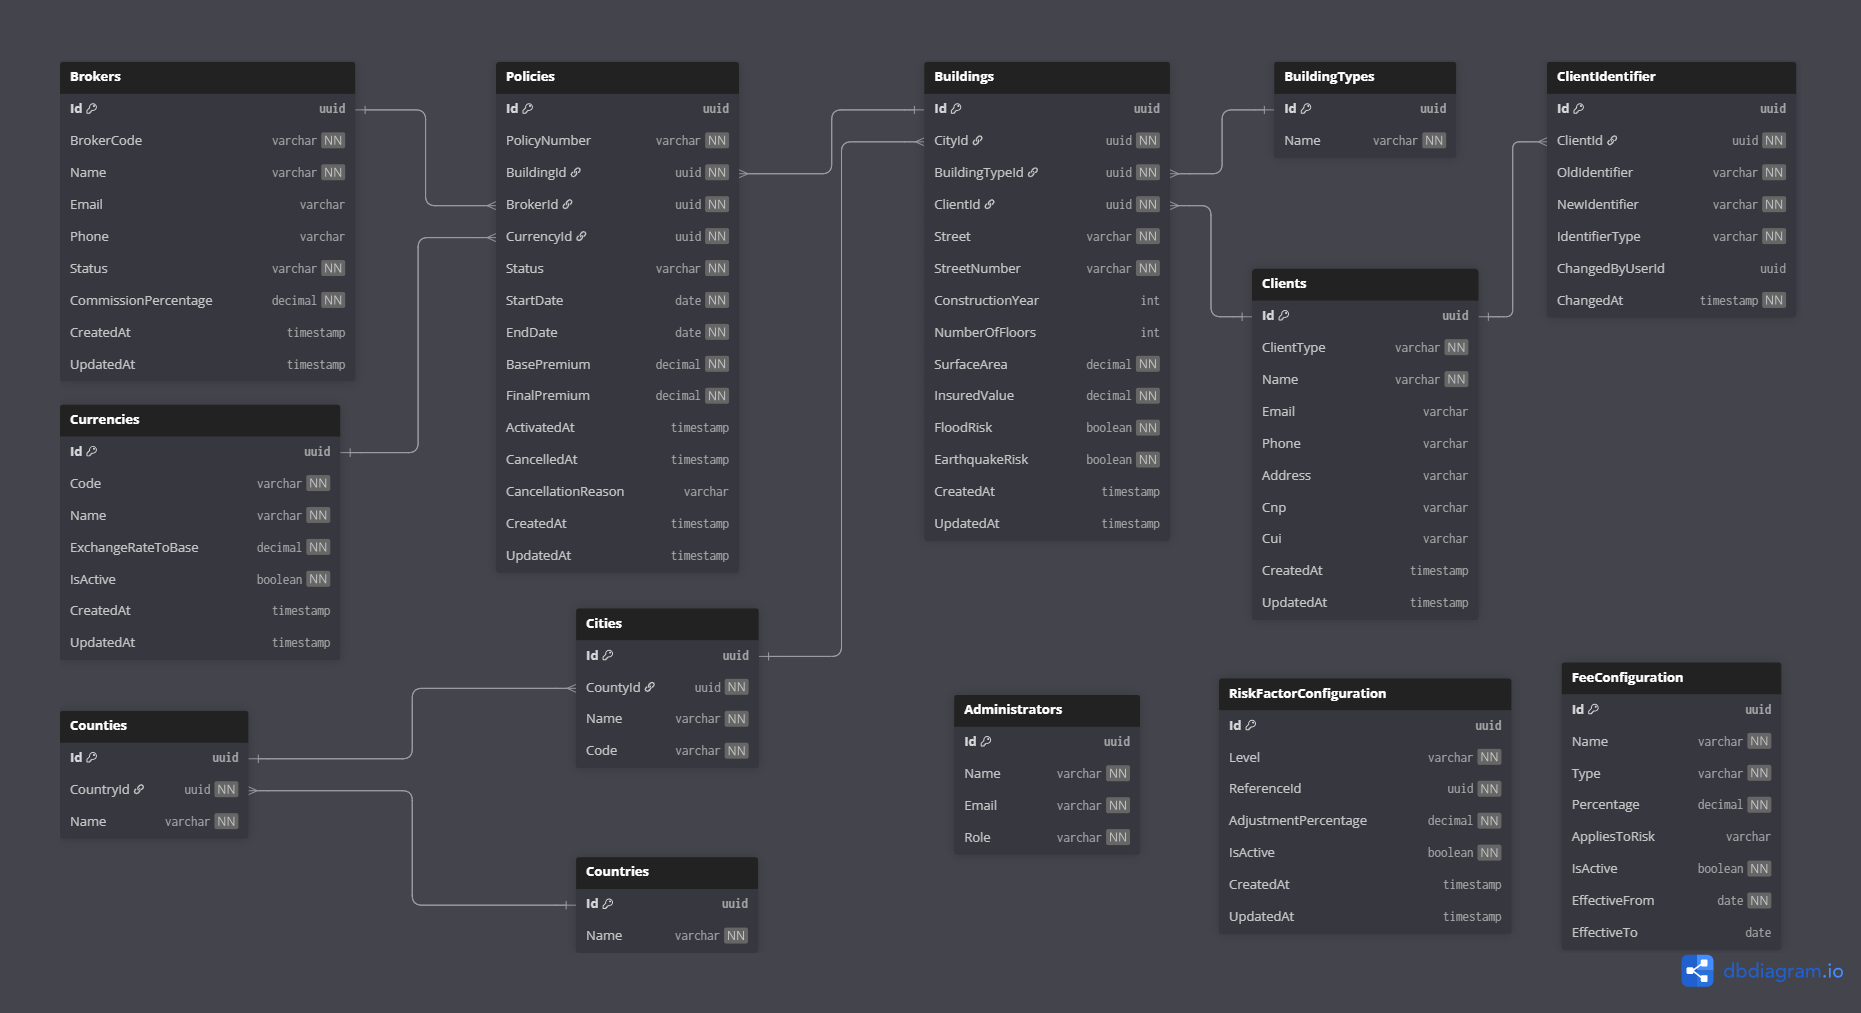 Brokers
Id uuid
BrokerCode varchar NN
Name varchar NN
Email varchar
Phone varchar
Status varchar NN
CommissionPercentage decimal NN
CreatedAt timestamp
UpdatedAt timestamp
Currencies
Id uuid
Code varchar NN
Name varchar NN
ExchangeRateToBase decimal NN
IsActive boolean NN
CreatedAt timestamp
UpdatedAt timestamp
Counties
Id uuid
CountryId uuid NN
Name varchar NN
Policies
Id uuid
PolicyNumber varchar NN
BuildingId uuid NN
BrokerId uuid NN
CurrencyId uuid NN
Status varchar NN
StartDate date NN
EndDate date NN
BasePremium decimal NN
FinalPremium decimal NN
ActivatedAt timestamp
CancelledAt timestamp
CancellationReason varchar
CreatedAt timestamp
UpdatedAt timestamp
Cities
Id uuid
CountyId uuid NN
Name varchar NN
Code varchar NN
Countries
Id uuid
Name varchar NN
Buildings
Id uuid
CityId uuid NN
BuildingTypeId uuid NN
ClientId uuid NN
Street varchar NN
StreetNumber varchar NN
ConstructionYear int
NumberOfFloors int
SurfaceArea decimal NN
InsuredValue decimal NN
FloodRisk boolean NN
EarthquakeRisk boolean NN
CreatedAt timestamp
UpdatedAt timestamp
Administrators
Id uuid
Name varchar NN
Email varchar NN
Role varchar NN
BuildingTypes
Id uuid
Name varchar NN
Clients
Id uuid
ClientType varchar NN
Name varchar NN
Email varchar
Phone varchar
Address varchar
Cnp varchar
Cui varchar
CreatedAt timestamp
UpdatedAt timestamp
RiskFactorConfiguration
Id uuid
Level varchar NN
ReferenceId uuid NN
AdjustmentPercentage decimal NN
IsActive boolean NN
CreatedAt timestamp
UpdatedAt timestamp
ClientIdentifier
Id uuid
ClientId uuid NN
OldIdentifier varchar NN
NewIdentifier varchar NN
IdentifierType varchar NN
ChangedByUserId uuid
ChangedAt timestamp NN
FeeConfiguration
Id uuid
Name varchar NN
Type varchar NN
Percentage decimal NN
AppliesToRisk varchar
IsActive boolean NN
EffectiveFrom date NN
EffectiveTo date
dbdiagram.io